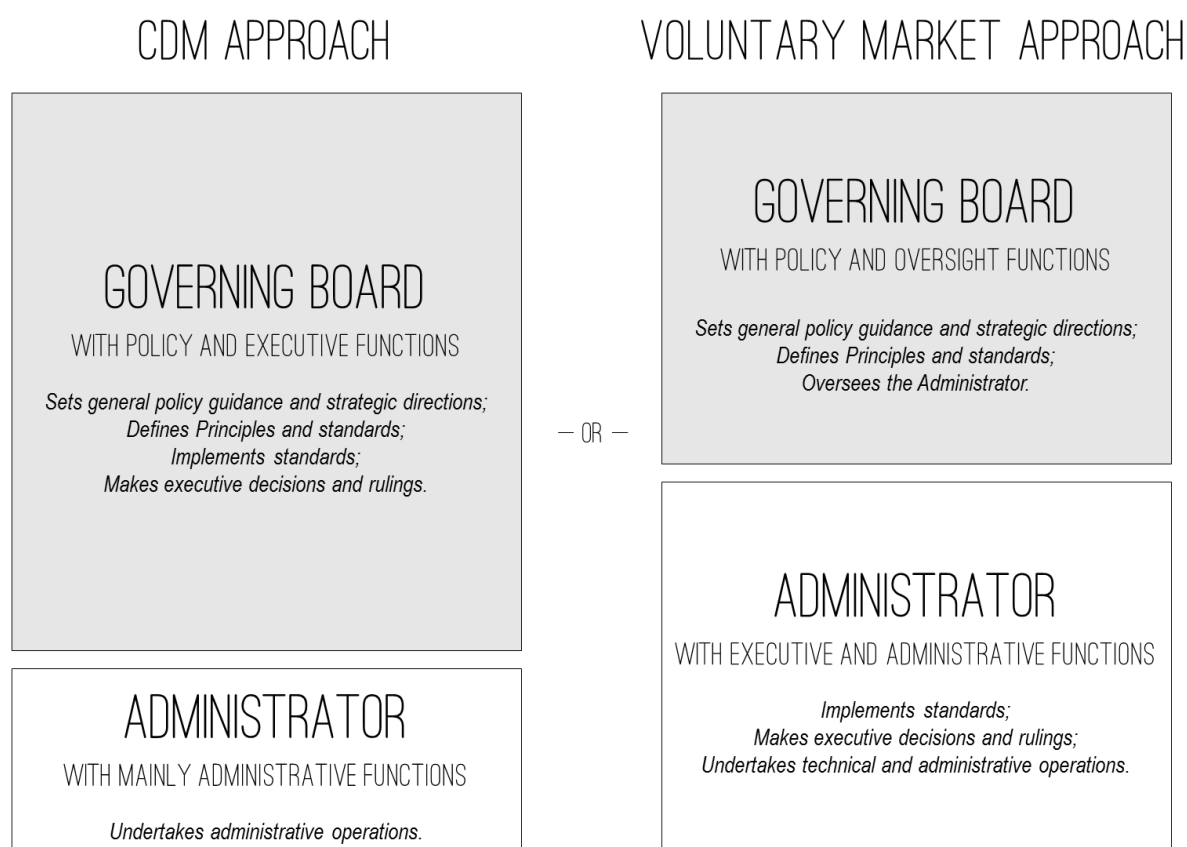 CDM APPROACH
GOVERNING BOARD
WITH POLICY AND EXECUTIVE FUNCTIONS
Sets general policy guidance and strategic directions;
Defines Principles and standards;
Implements standards;
Makes executive decisions and rulings.
ADMINISTRATOR
WITH MAINLY ADMINISTRATIVE FUNCTIONS
Undertakes administrative operations.
— OR —
VOLUNTARY MARKET APPROACH
GOVERNING BOARD
WITH POLICY AND OVERSIGHT FUNCTIONS
Sets general policy guidance and strategic directions;
Defines Principles and standards;
Oversees the Administrator.
ADMINISTRATOR
WITH EXECUTIVE AND ADMINISTRATIVE FUNCTIONS
Implements standards;
Makes executive decisions and rulings;
Undertakes technical and administrative operations.